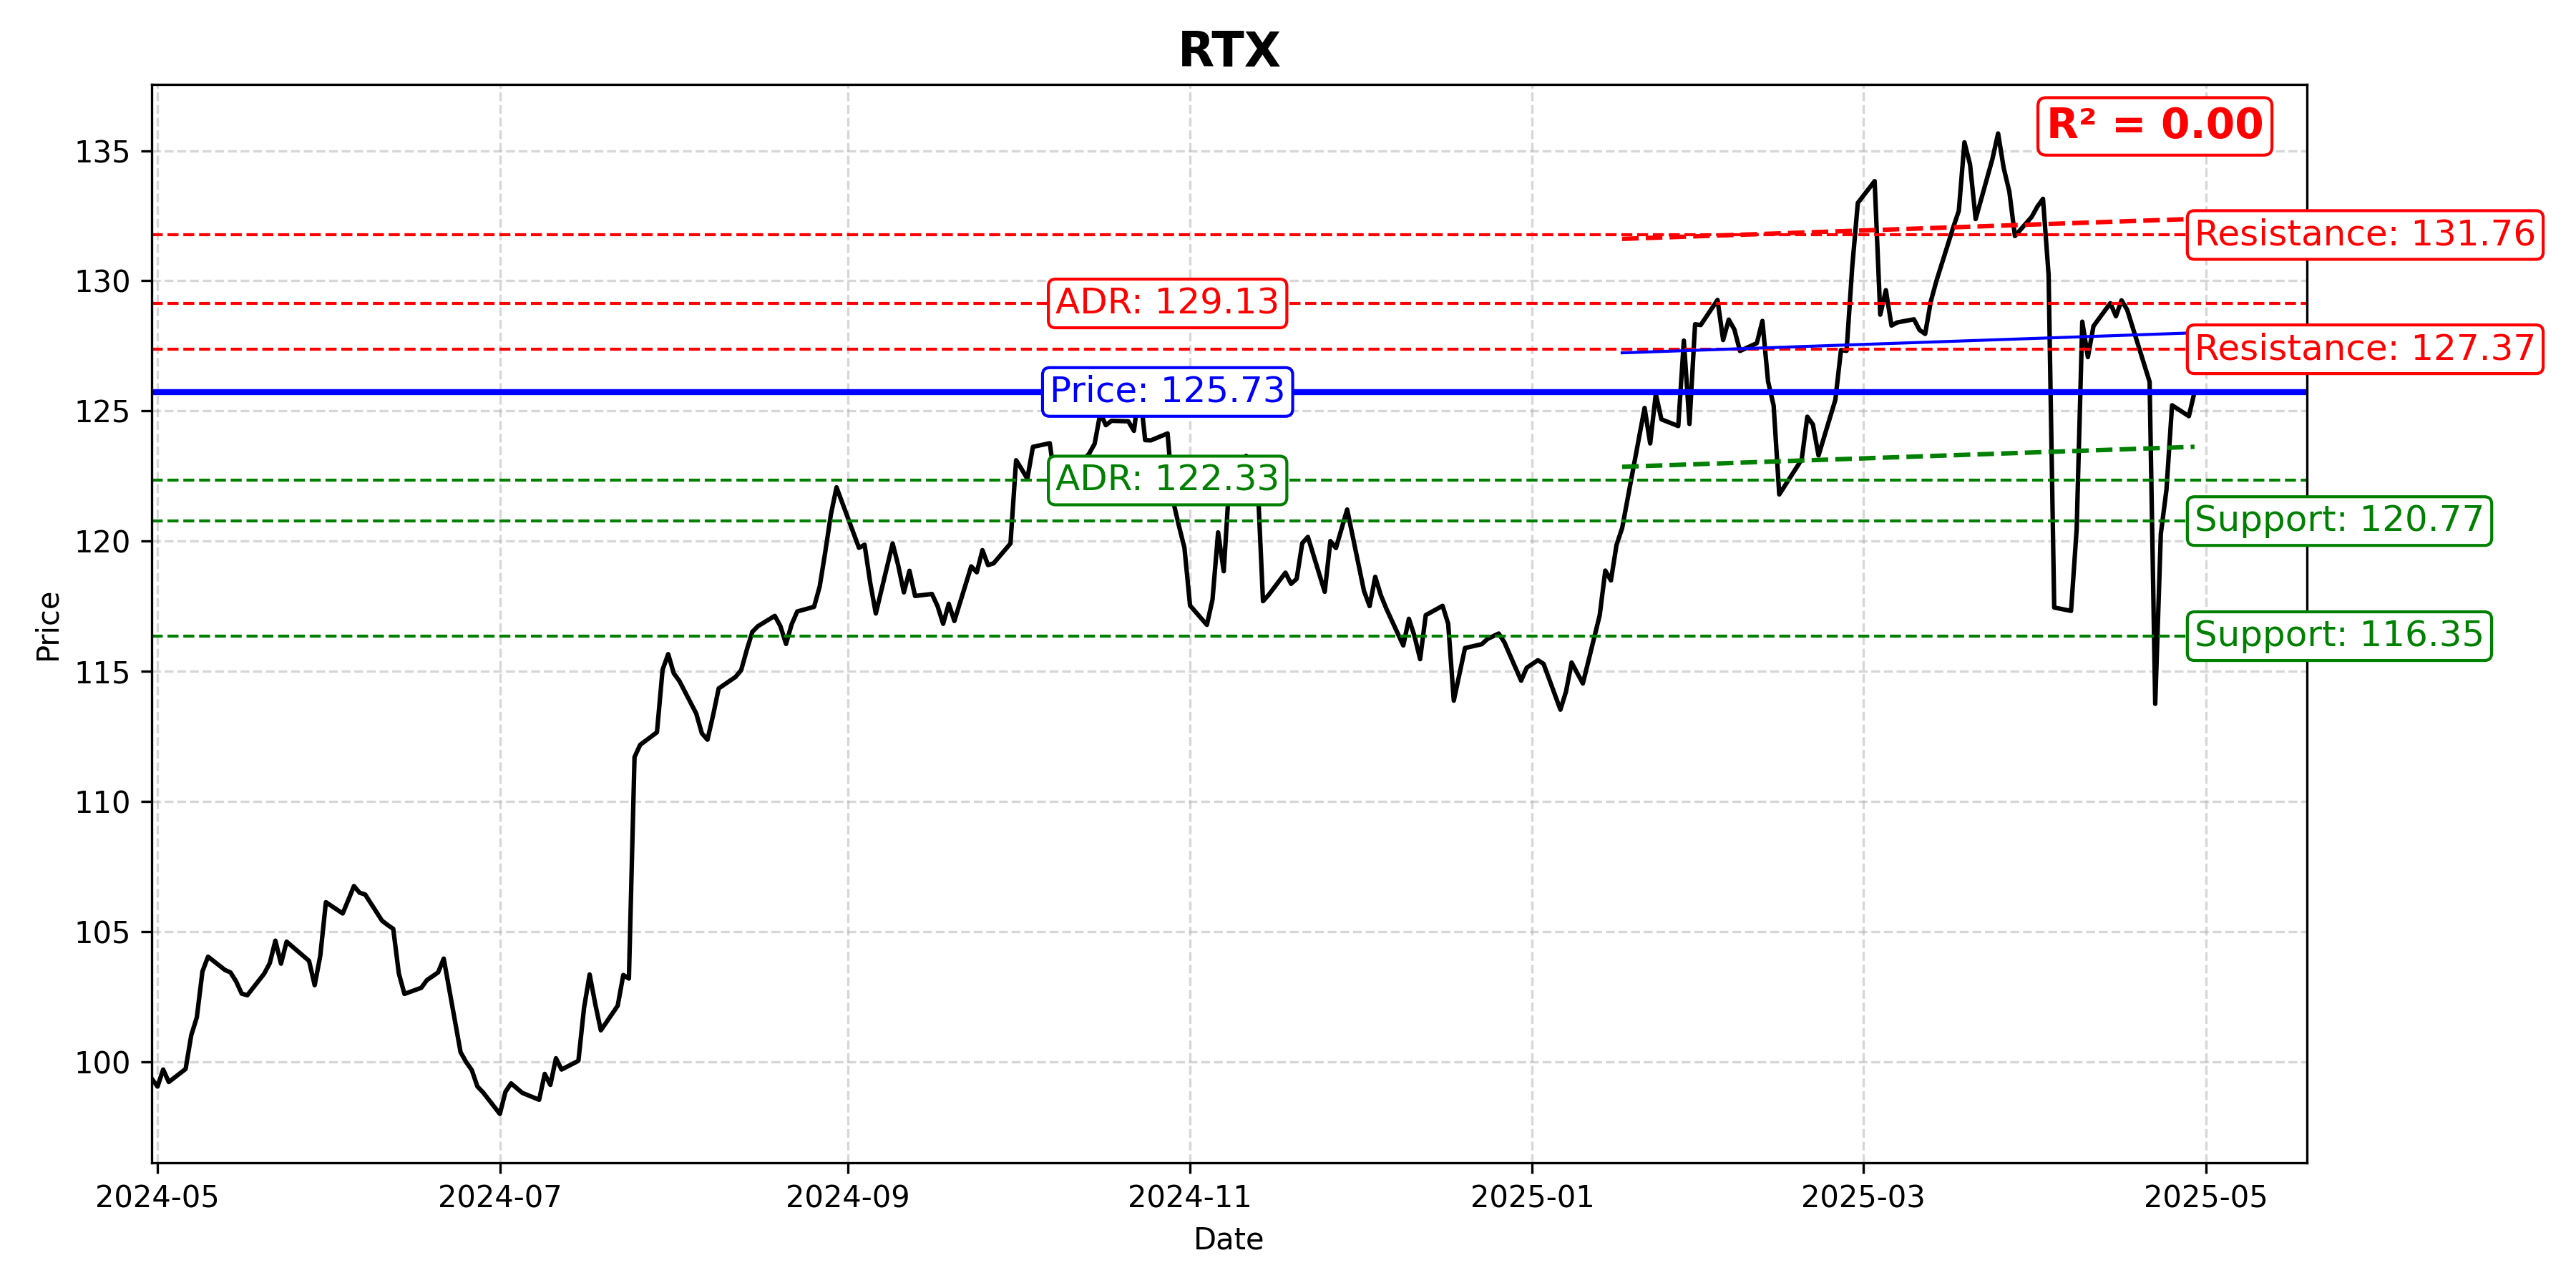 RTX
R² = 0.00
135
Resistance: 131.76
130
ADR: 129.13
Resistance: 127.37
Price: 125.73
125
ADR: 122.33
Support: 120.77
120
Support: 116.35
115
110
105
100
Price
2024-05 2024-07 2024-09 2024-11 2025-01 2025-03 2025-05
Date